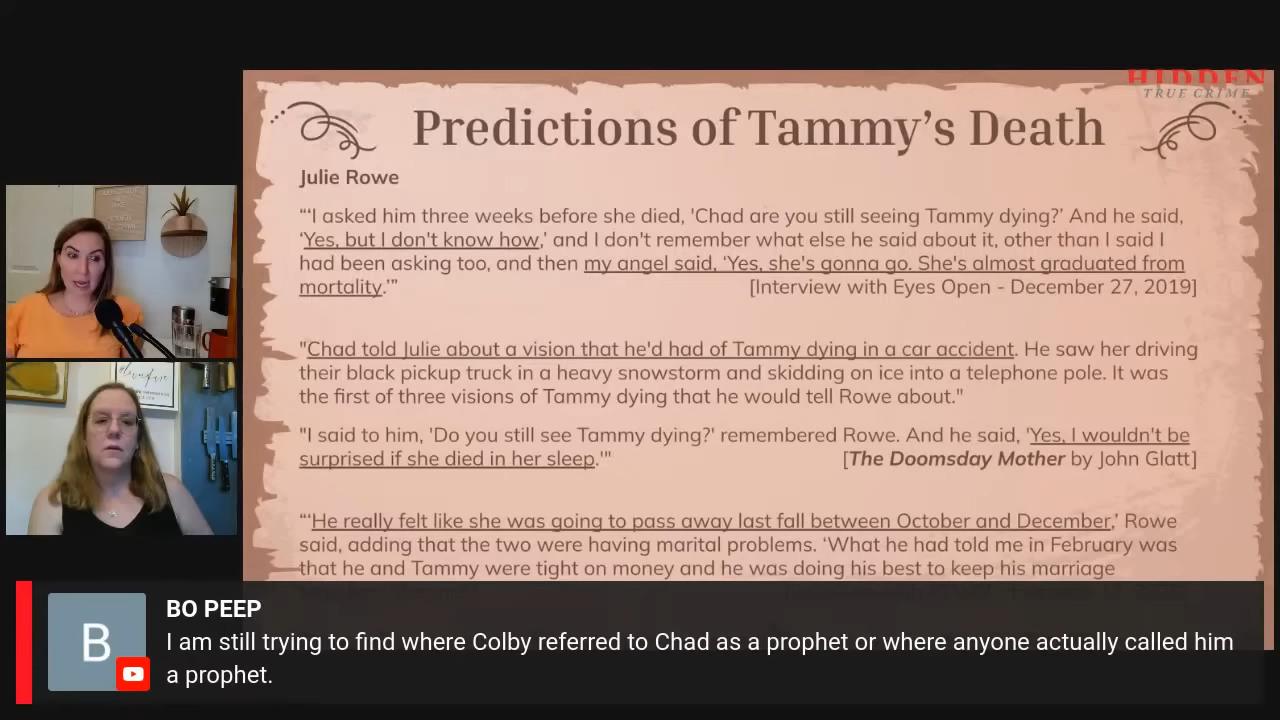 HIDDEN
TRUE CRIME
Predictions of Tammy’s Death
Julie Rowe
“‘I asked him three weeks before she died, 'Chad are you still seeing Tammy dying?’ And he said,
‘Yes, but I don't know how,’ and I don't remember what else he said about it, other than I said I
had been asking too, and then my angel said, ‘Yes, she's gonna go. She's almost graduated from
mortality.’” [Interview with Eyes Open - December 27, 2019]
"Chad told Julie about a vision that he'd had of Tammy dying in a car accident. He saw her driving
their black pickup truck in a heavy snowstorm and skidding on ice into a telephone pole. It was
the first of three visions of Tammy dying that he would tell Rowe about."
"I said to him, 'Do you still see Tammy dying?' remembered Rowe. And he said, 'Yes, I wouldn't be
surprised if she died in her sleep.'" [The Doomsday Mother by John Glatt]
“‘He really felt like she was going to pass away last fall between October and December,’ Rowe
said, adding that the two were having marital problems. ‘What he had told me in February was
that he and Tammy were tight on money and he was doing his best to keep his marriage
B
BO PEEP
I am still trying to find where Colby referred to Chad as a prophet or where anyone actually called him
a prophet.